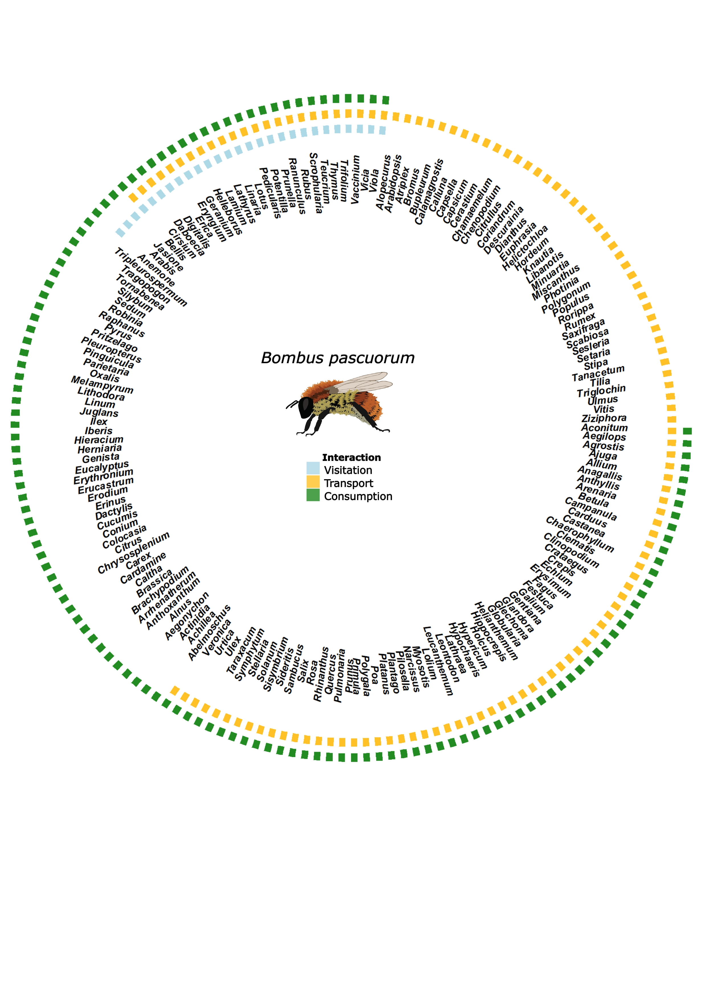 Bombus pascuorum
Interaction
Visitation
Transport
Consumption
Anemone
Arabis
Jasione
Bellis
Cirsium
Daboecia
Digitalis
Erica
Eryngium
Geranium
Helleborus
Lamium
Lathyrus
Linaria
Lotus
Pedicularis
Potentilla
Prunella
Ranunculus
Rubus
Scrophularia
Teucrium
Thymus
Trifolium
Vaccinium
Vicia
Viola
Alopecurus
Arabidopsis
Atriplex
Bromus
Bupleurum
Calamagrostis
Calluna
Capsella
Capsicum
Cerastium
Chamaemelum
Chenopodium
Citrullus
Coriandrum
Descurainia
Dianthus
Euphrasia
Helictochloa
Hordeum
Knautia
Libanotis
Minuartia
Miscanthus
Photinia
Polygonum
Populus
Rorippa
Rumex
Saxifraga
Scabiosa
Sesleria
Setaria
Stipa
Tanacetum
Tilia
Triglochin
Ulmus
Vitis
Ziziphora
Aconitum
Aegilops
Agrostis
Ajuga
Allium
Anagallis
Anthyllis
Arenaria
Betula
Campanula
Carduus
Castanea
Chaerophyllum
Clematis
Clinopodium
Crataegus
Crepis
Echium
Erysimum
Fagus
Festuca
Galium
Gentiana
Glandora
Glechoma
Globularia
Helianthemum
Hippocrepis
Holcus
Hypericum
Hypochaeris
Lathraea
Leontodon
Leucanthemum
Lolium
Myosotis
Narcissus
Pilosella
Plantago
Platanus
Poa
Polygala
Primula
Prunus
Pulmonaria
Quercus
Rhinanthus
Rosa
Salix
Sambucus
Sideritis
Sisymbrium
Solanum
Stellaria
Symphytum
Taraxacum
Ulex
Urtica
Veronica
Abelmoschus
Achillea
Actinidia
Aegonychon
Alnus
Anthoxanthum
Arrhenatherum
Brachypodium
Brassica
Caltha
Cardamine
Carex
Chrysosplenium
Citrus
Colocasia
Conium
Cucumis
Dactylis
Erinus
Erodium
Erucastrum
Erythronium
Eucalyptus
Genista
Herniaria
Hieracium
Iberis
Ilex
Juglans
Linum
Lithodora
Melampyrum
Oxalis
Parietaria
Pinguicula
Pleuropterus
Pritzelago
Pyrus
Raphanus
Robinia
Sedum
Silybum
Tornabenea
Tragopogon
Tripleurospermum